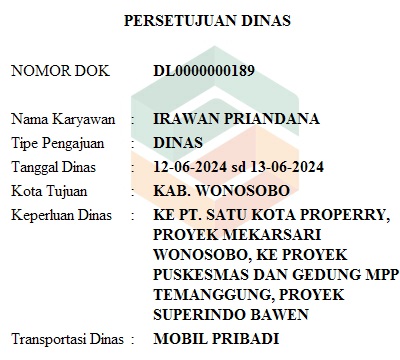 PERSETUJUAN DINAS
NOMOR DOK DL0000000189
Nama Karyawan : IRAWAN PRIANDANA
Tipe Pengajuan : DINAS
Tanggal Dinas : 12-06-2024 sd 13-06-2024
Kota Tujuan : KAB. WONOSOBO
Keperluan Dinas : KE PT. SATU KOTA PROPERRY,
PROYEK MEKARSARI
WONOSOBO, KE PROYEK
PUSKESMAS DAN GEDUNG MPP
TEMANGGUNG, PROYEK
SUPERINDO BAWEN
Transportasi Dinas : MOBIL PRIBADI